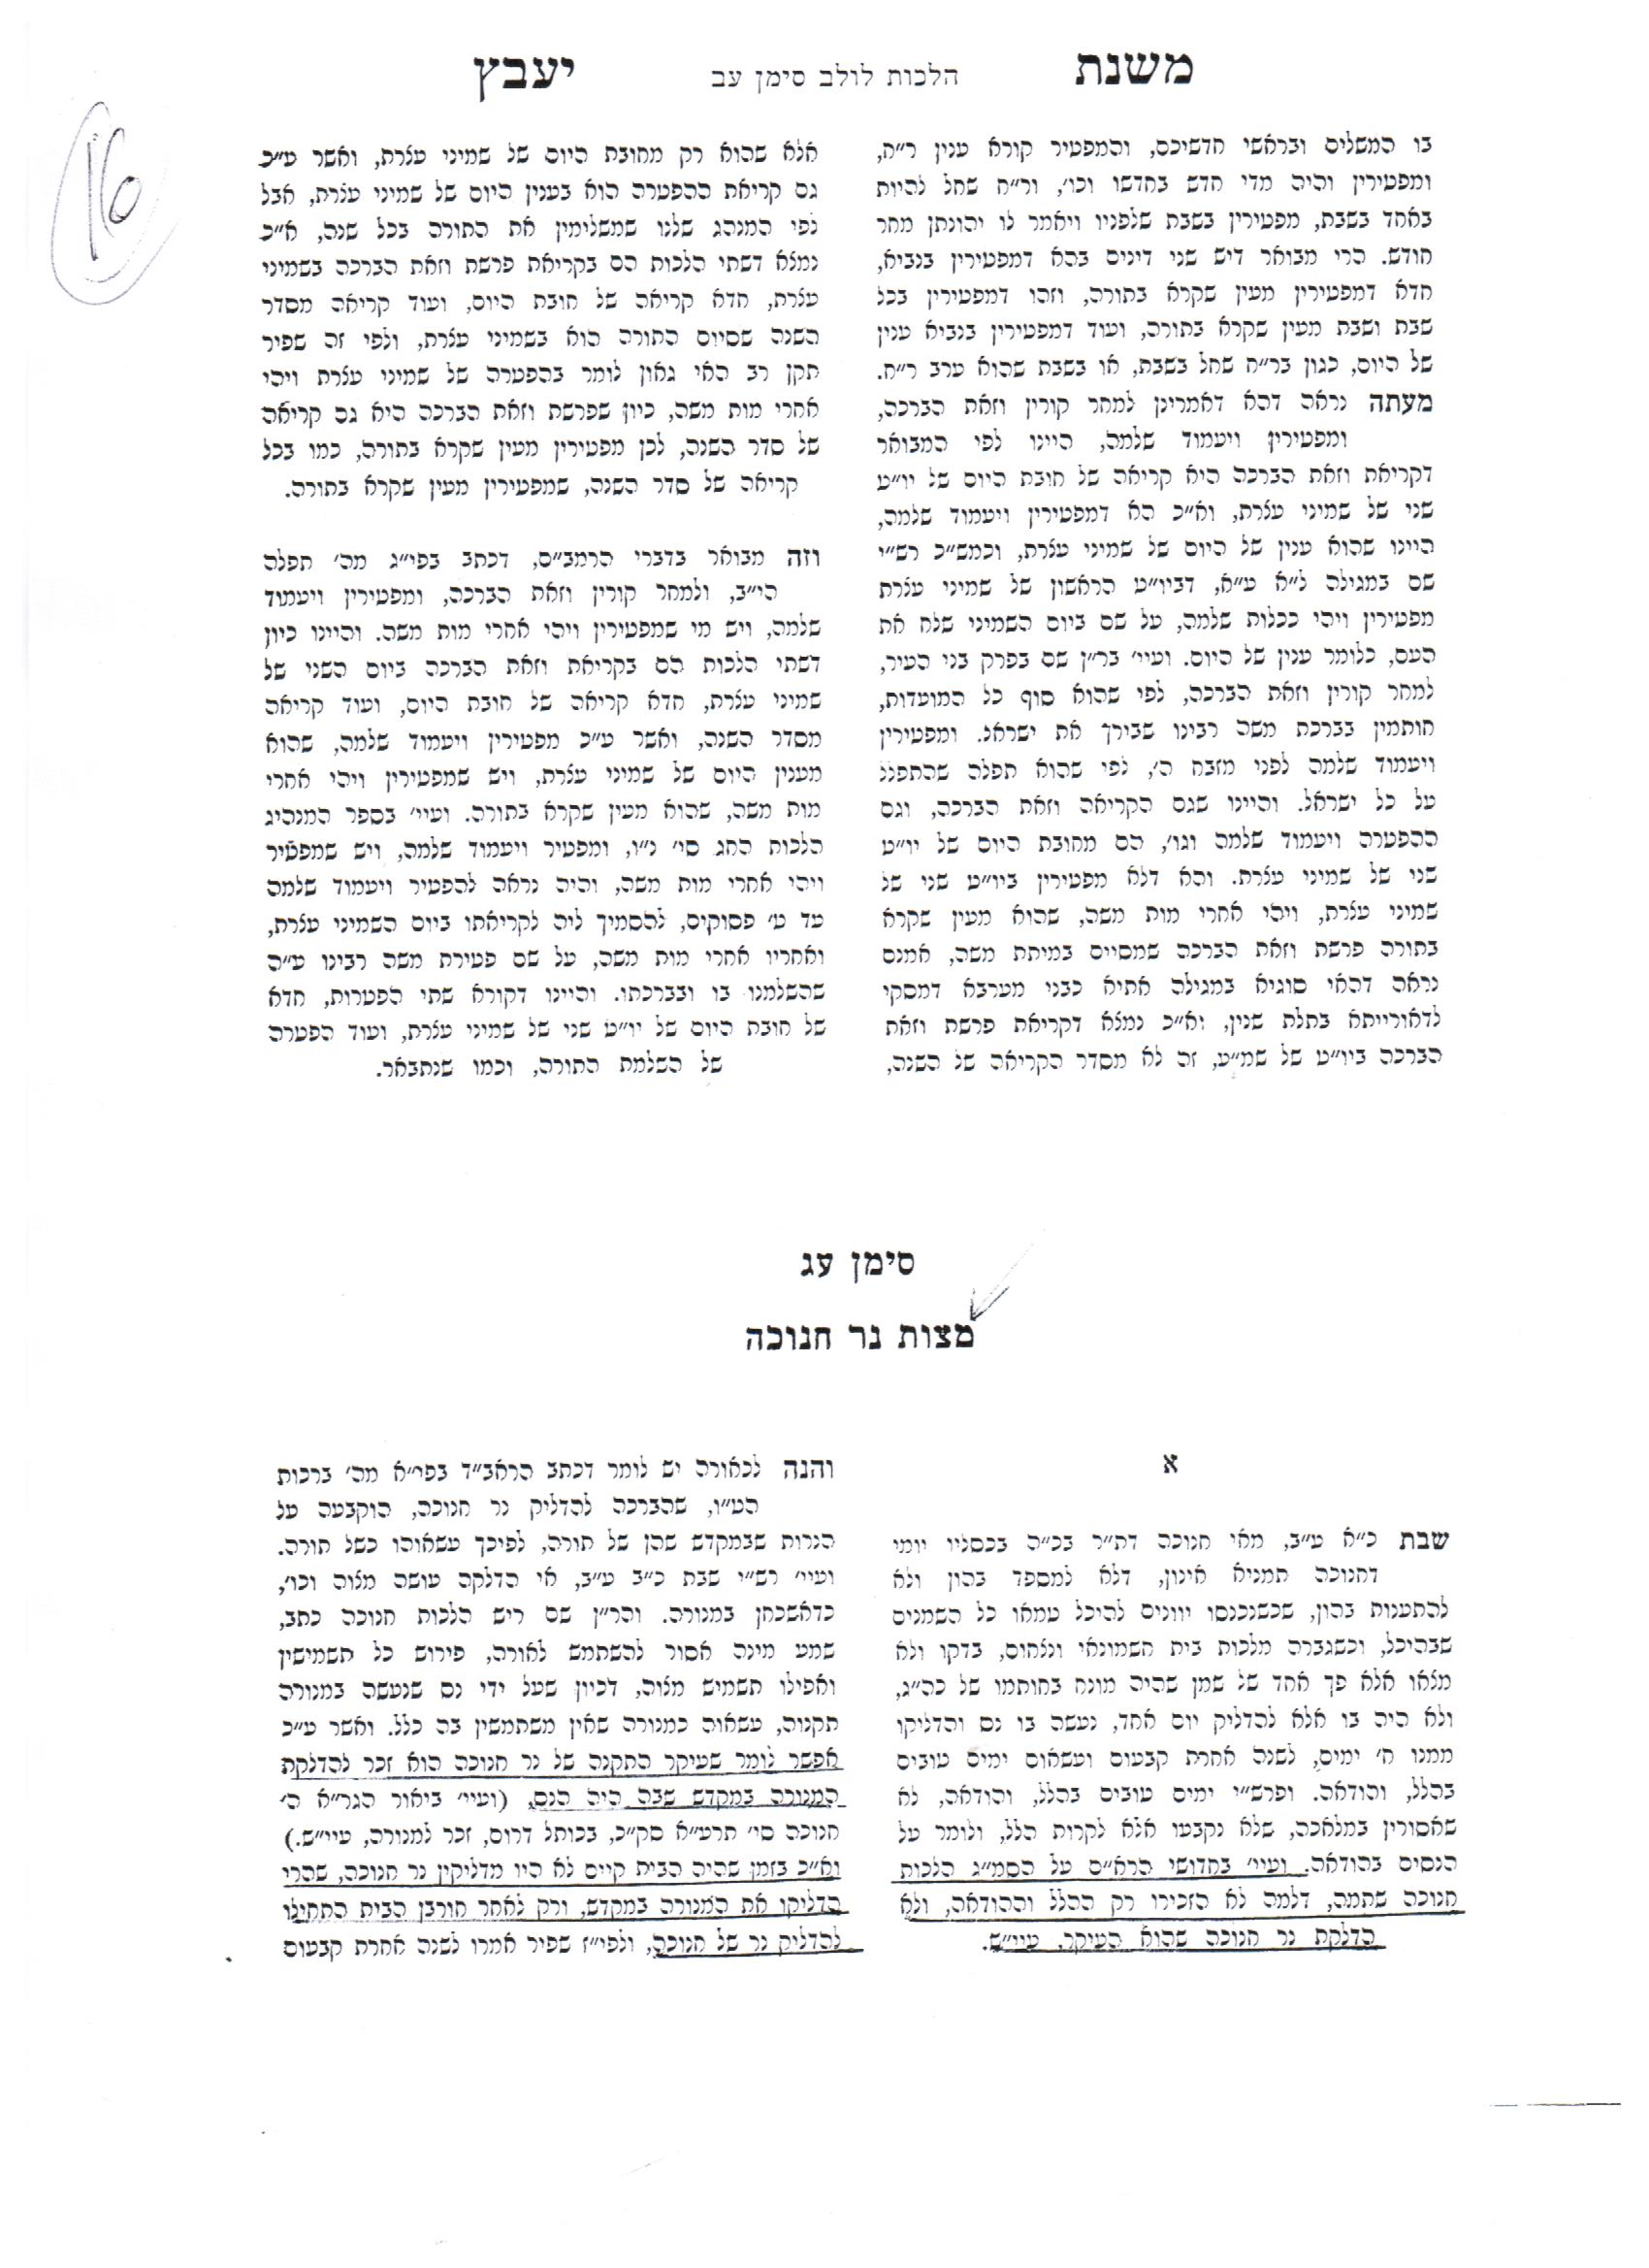 משנת
הלכות לולב סימן עב
יעבץ
16
בו המשלים ובראשי חדשיכם, והמפטיר קורא ענין ר״ח,
ומפטירין והיה מדי חדש בחדשו וכו׳, ור״ח שחל להיות
באחד בשבת, מפטירין בשבת שלפניו ויאמר לו יהונתן מחר
חודש. הרי מבואר דיש שני דינים בהא דמפטירין בנביא,
חדא דמפטירין מעין שקרא בתורה, וזהו דמפטירין בכל
שבת ושבת מעין שקרא בתורה, ועוד דמפטירין בנביא ענין
של היום, כגון בר״ח שחל בשבת, או בשבת שהוא ערב ר״ח.
מעתה נראה דהא דאמרינן למחר קורין וזאת הברכה,
ומפטירין ויעמוד שלמה, היינו לפי המבואר
דקריאת וזאת הברכה היא קריאה של חובת היום של יו״ט
שני של שמיני עצרת, וא״כ הא דמפטירין ויעמוד שלמה,
היינו שהוא ענין של היום של שמיני עצרת, וכמש״כ רש״י
שם במגילה ל״א ע״א, דביו״ט הראשון של שמיני עצרת
מפטירין ויהי ככלות שלמה, על שם ביום השמיני שלח את
העם, כלומר ענין של היום. ועיי׳ בר״ן שם בפרק בני העיר,
למחר קורין וזאת הברכה, לפי שהוא סוף כל המועדות,
חותמין בברכת משה רבינו שבירך את ישראל. ומפטירין
ויעמוד שלמה לפני מזבח ה׳, לפי שהוא תפלה שהתפלל
על כל ישראל. והיינו שגם הקריאה וזאת הברכה, וגם
ההפטרה ויעמוד שלמה וגו׳, הם מחובת היום של יו״ט
שני של שמיני עצרת. והא דלא מפטירין ביו״ט שני של
שמיני עצרת, ויהי אחרי מות משה, שהוא מעין שקרא
בתורה פרשת וזאת הברכה שמסיים במיתת משה, אמנם
נראה דהאי סוגיא במגילה אתיא כבני מערבא דמסקי
לדאורייתא בתלת שנין, וא״כ נמצא דקריאת פרשת וזאת
הברכה ביו״ט של שמ״ע, זה לא מסדר הקריאה של השנה,
אלא שהוא רק מחובת היום של שמיני עצרת, ואשר ע״כ
גם קריאת ההפטרה הוא בענין היום של שמיני עצרת, אבל
לפי המנהג שלנו שמשלימין את התורה בכל שנה, א״כ
נמצא דשתי הלכות הם בקריאת פרשת וזאת הברכה בשמיני
עצרת, חדא קריאה של חובת היום, ועוד קריאה מסדר
השנה שסיום התורה הוא בשמיני עצרת, ולפי זה שפיר
תקן רב האי גאון לומר בהפטרה של שמיני עצרת ויהי
אחרי מות משה, כיון שפרשת וזאת הברכה היא גם קריאה
של סדר השנה, לכן מפטירין מעין שקרא בתורה, כמו בכל
קריאה של סדר השנה, שמפטירין מעין שקרא בתורה.
וזה מבואר בדברי הרמב״ם, דכתב בפי״ג מה׳ תפלה
הי״ב, ולמחר קורין וזאת הברכה, ומפטירין ויעמוד
שלמה, ויש מי שמפטירין ויהי אחרי מות משה. והיינו כיון
דשתי הלכות הם בקריאת וזאת הברכה ביום השני של
שמיני עצרת, חדא קריאה של חובת היום, ועוד קריאה
מסדר השנה, ואשר ע״כ מפטירין ויעמוד שלמה, שהוא
מענין היום של שמיני עצרת, ויש שמפטירין ויהי אחרי
מות משה, שהוא מעין שקרא בתורה. ועיי׳ בספר המנהיג
הלכות החג סי׳ נ״ו, ומפטיר ויעמוד שלמה, ויש שמפטיר
ויהי אחרי מות משה, והיה נראה להפטיר ויעמוד שלמה
עד ט׳ פסוקים, להסמיך ליה לקריאתו ביום השמיני עצרת,
ואחריו אחרי מות משה, על שם פטירת משה רבינו ע״ה
שהשלמנו בו ובברכתו. והיינו דקורא שתי הפטרות, חדא
של חובת היום של יו״ט שני של שמיני עצרת, ועוד הפטרה
של השלמת התורה, וכמו שנתבאר.
סימן עג
מצות נר חנוכה
א
שבת כ״א ע״ב, מאי חנוכה דת״ר בכ״ה בכסליו יומי
דחנוכה תמניא אינון, דלא למספד בהון ולא
להתענות בהון, שכשנכנסו יוונים להיכל טמאו כל השמנים
שבהיכל, וכשגברה מלכות בית חשמונאי ונצחום, בדקו ולא
מצאו אלא פך אחד של שמן שהיה מונח בחותמו של כה״ג,
ולא היה בו אלא להדליק יום אחד, נעשה בו נס והדליקו
ממנו ח׳ ימים, לשנה אחרת קבעום ועשאום ימים טובים
בהלל, והודאה. ופרש״י ימים טובים בהלל, והודאה, לא
שאסורין במלאכה, שלא נקבעו אלא לקרות הלל, ולומר על
הנסים בהודאה. ועיי׳ בחדושי הרא״ם על הסמ״ג הלכות
חנוכה שתמה, דלמה לא הזכירו רק ההלל וההודאה, ולא
הדלקת נר חנוכה שהוא העיקר, עיי״ש.
והנה לכאורה יש לומר דכתב הראב״ד בפי״א מה׳ ברכות
הט״ו, שהברכה להדליק נר חנוכה, הוקבעה על
הנרות שבמקדש שהן של תורה, לפיכך עשאוהו כשל תורה.
ועיי׳ רש״י שבת כ״ב ע״ב, אי הדלקה עושה מצוה וכו׳,
כדאשכחן במנורה. והר״ן שם ריש הלכות חנוכה כתב,
שמע מינה אסור להשתמש לאורה, פירוש כל תשמישין
ואפילו תשמיש מצוה, דכיון שעל ידי נס שנעשה במנורה
תקנוה, עשאוה כמנורה שאין משתמשין בה כלל. ואשר ע״כ
אפשר לומר שעיקר התקנה של נר חנוכה הוא זכר להדלקת
המנורה במקדש שבה היה הנס, (ועיי׳ ביאור הגר״א ה׳
חנוכה סי׳ תרע״א סק״כ, בכותל דרום, זכר למנורה, עיי״ש.)
וא״כ בזמן שהיה הבית קיים לא היו מדליקין נר חנוכה, שהרי
הדליקו את המנורה במקדש, ורק לאחר חורבן הבית התחילו
להדליק נר של חנוכה, ולפי״ז שפיר אמרו לשנה אחרת קבעום